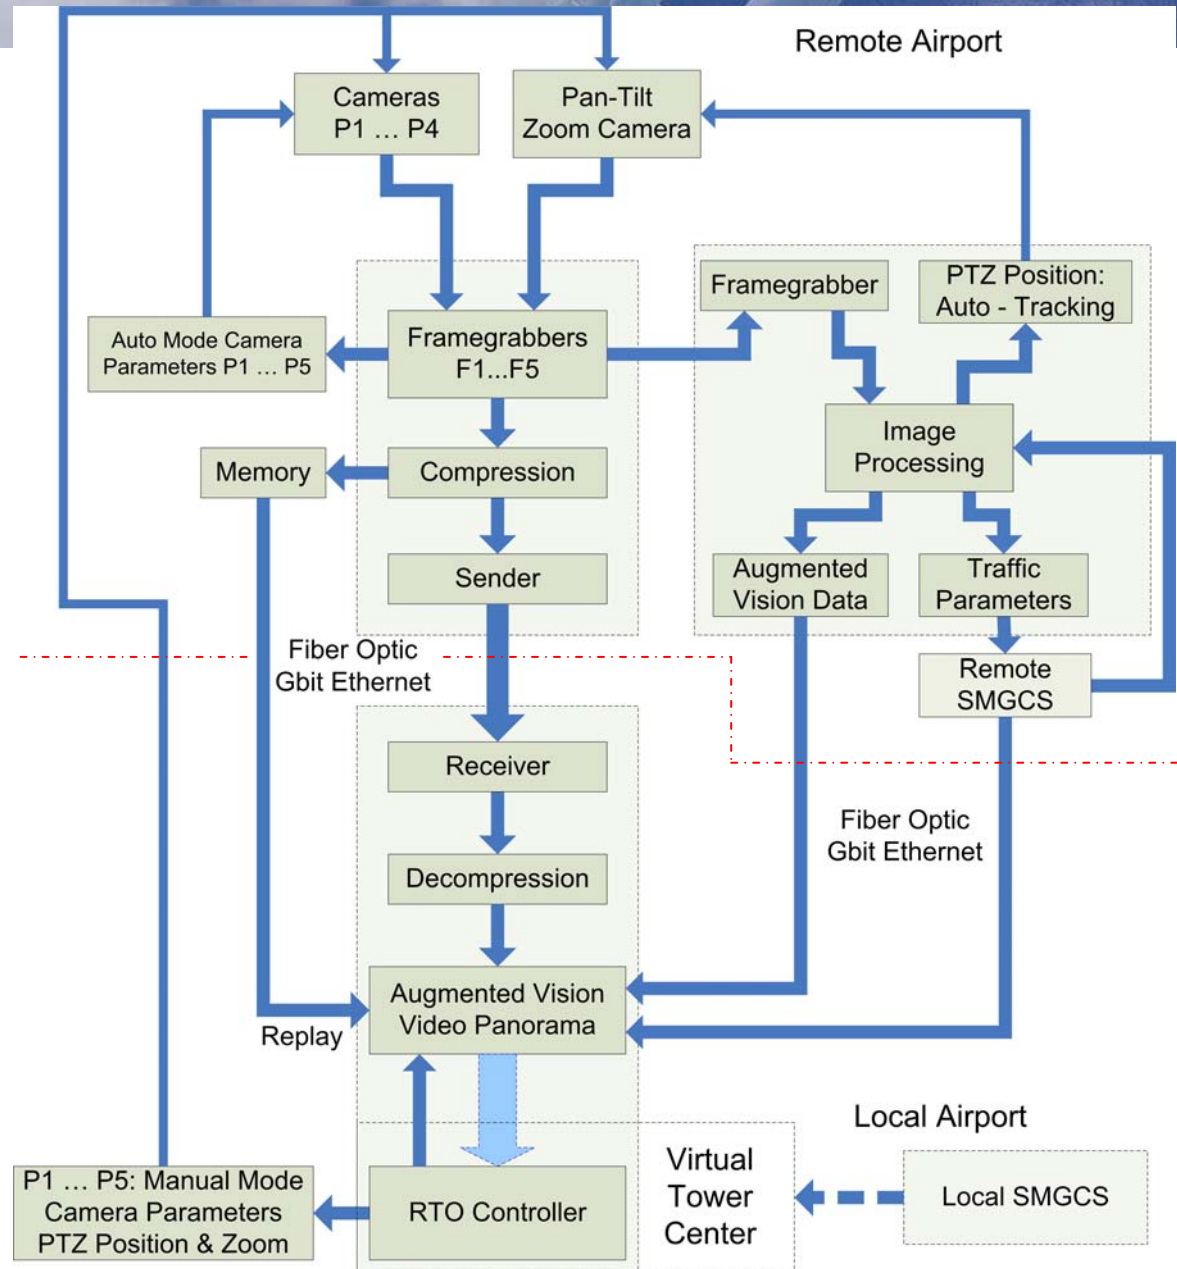 Remote Airport
Cameras
P1 ... P4
Pan-Tilt
Zoom Camera
Framegrabber
PTZ Position:
Auto - Tracking
Auto Mode Camera
Parameters P1 ... P5
Framegrabbers
F1...F5
Image
Processing
Memory
Compression
Sender
Augmented
Vision Data
Traffic
Parameters
Fiber Optic
Gbit Ethernet
Remote
SMGCS
Receiver
Fiber Optic
Gbit Ethernet
Decompression
Augmented Vision
Video Panorama
Replay
Local Airport
P1 ... P5: Manual Mode
Camera Parameters
PTZ Position & Zoom
RTO Controller
Virtual
Tower
Center
Local SMGCS